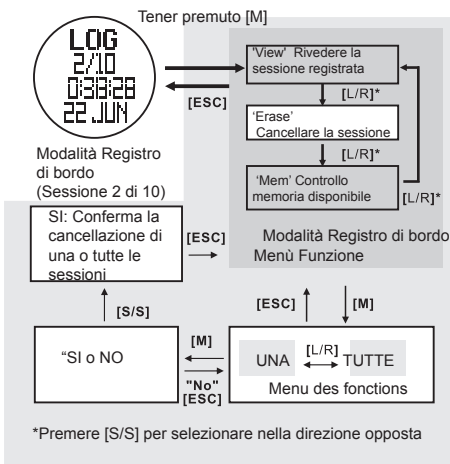 Tener premuto [M]
LOG
2/10
0:38:28
22 JUN
'View' Rivedere la
sessione registrata
[ESC]
[L/R]*
'Erase'
Cancellare la sessione
[L/R]*
'Mem' Controllo
memoria disponibile
[L/R]*
Modalità Registro
di bordo
(Sessione 2 di 10)
SI: Conferma la
cancellazione di
una o tutte le
sessioni
[ESC]
Modalità Registro di bordo
Menù Funzione
[S/S]
[ESC]
[M]
"SI o NO
[M]
"No"
[ESC]
UNA
[L/R]
TUTTE
Menu des fonctions
*Premere [S/S] per selezionare nella direzione opposta